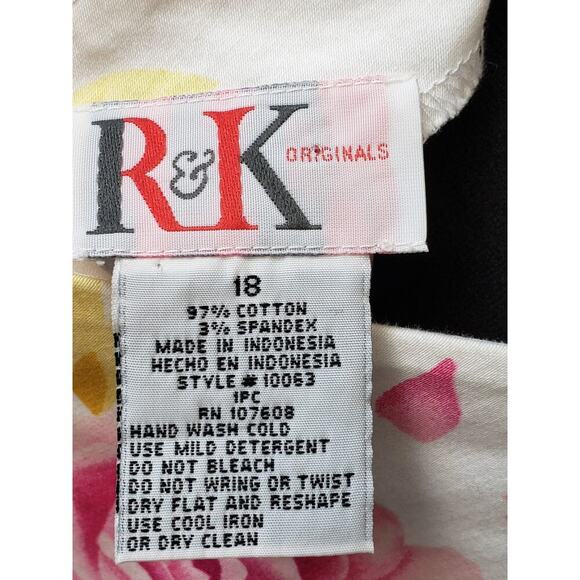 R&K ORIGINALS
18
97% COTTON
3% SPANDEX
MADE IN INDONESIA
HECHO EN INDONESIA
STYLE # 10063
1PC
RN 107608
HAND WASH COLD
USE MILD DETERGENT
DO NOT BLEACH
DO NOT WRING OR TWIST
DRY FLAT AND RESHAPE
USE COOL IRON
OR DRY CLEAN